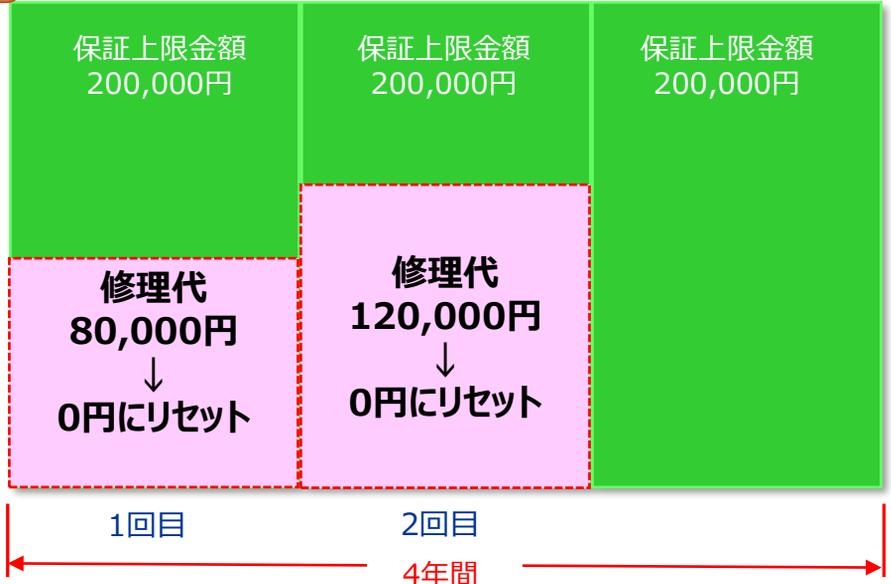 保証上限金額
200,000円
保証上限金額
200,000円
保証上限金額
200,000円
修理代
80,000円
↓
0円にリセット
修理代
120,000円
↓
0円にリセット
1回目
2回目
4年間